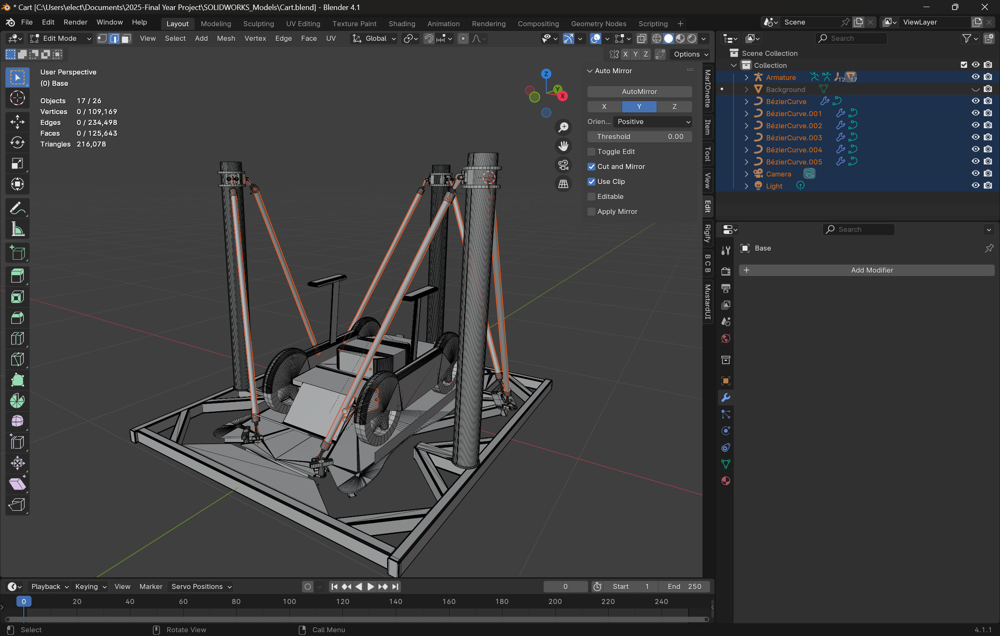 * Cart [C:\Users\elect\Documents\2025-Final Year Project\SOLIDWORKS_Models\Cart.blend] - Blender 4.1
File Edit Render Window Help Layout Modeling Sculpting UV Editing Texture Paint Shading Animation Rendering Compositing Geometry Nodes Scripting + Scene ViewLayer
Edit Mode View Select Add Mesh Vertex Edge Face UV Global Search
X Y Z Options
User Perspective
(0) Base
Objects 17 / 26
Vertices 0 / 109,169
Edges 0 / 234,498
Faces 0 / 125,643
Triangles 216,078
Z
Y
X
Auto Mirror
AutoMirror
X Y Z
Orien... Positive
Threshold 0.00
Toggle Edit
Cut and Mirror
Use Clip
Editable
Apply Mirror
MarIOnette
Item
Tool
View
Edit
Rigify
B C B
MustardUI
Scene Collection
Collection
Armature 12 17
Background
BézierCurve
BézierCurve.001
BézierCurve.002
BézierCurve.003
BézierCurve.004
BézierCurve.005
Camera
Light
Search
Base
+ Add Modifier
Playback Keying View Marker Servo Positions 0 Start 1 End 250
0 20 40 60 80 100 120 140 160 180 200 220 240
Select Rotate View Call Menu 4.1.1